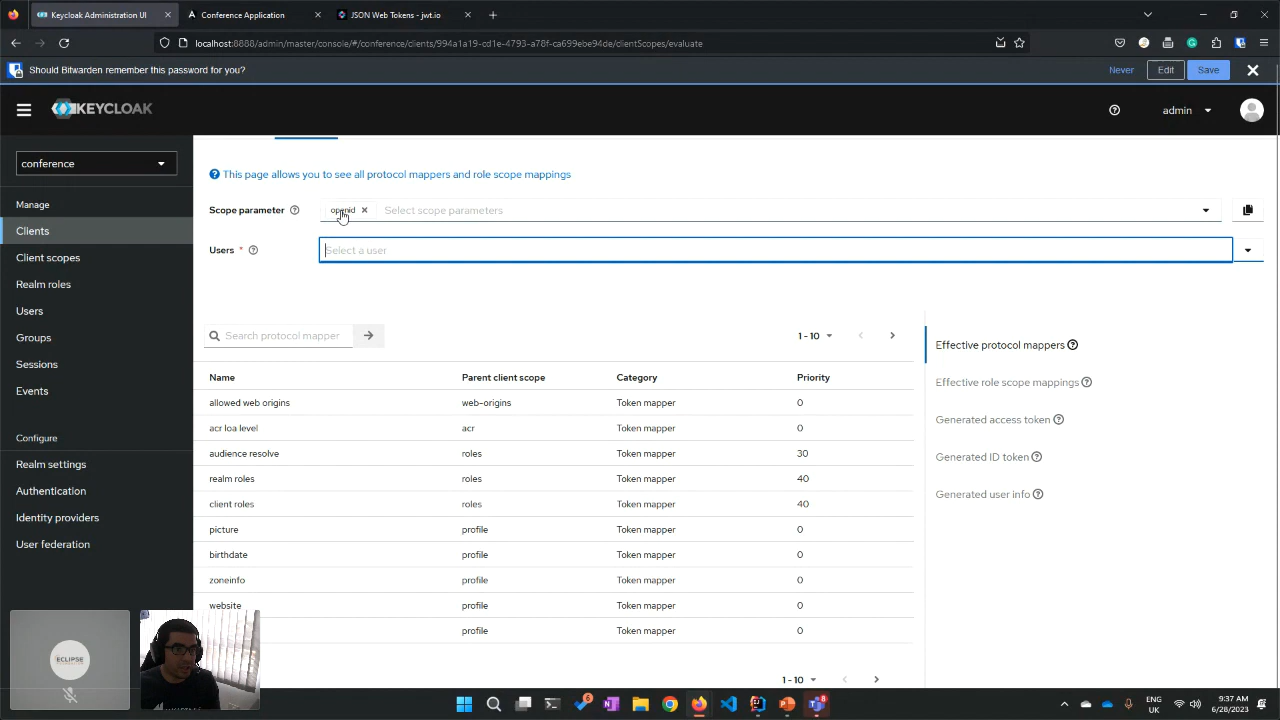 Keycloak Administration UI
Conference Application
JSON Web Tokens - jwt.io
localhost:8888/admin/master/console/#/conference/clients/994a1a19-cd1e-4793-a78f-ca699ebe94de/clientScopes/evaluate
Should Bitwarden remember this password for you?
Never
Edit
Save
KEYCLOAK
admin
conference
Manage
Clients
Client scopes
Realm roles
Users
Groups
Sessions
Events
Configure
Realm settings
Authentication
Identity providers
User federation
This page allows you to see all protocol mappers and role scope mappings
Scope parameter
openid
Select scope parameters
Users *
Select a user
Search protocol mapper
1 - 10
Name Parent client scope Category Priority
allowed web origins web-origins Token mapper 0
acr loa level acr Token mapper 0
audience resolve roles Token mapper 30
realm roles roles Token mapper 40
client roles roles Token mapper 40
picture profile Token mapper 0
birthdate profile Token mapper 0
zoneinfo profile Token mapper 0
website profile Token mapper 0
profile Token mapper 0
1 - 10
Effective protocol mappers
Effective role scope mappings
Generated access token
Generated ID token
Generated user info
ECLIPSE
6
8
ENG
UK
9:37 AM
6/28/2023